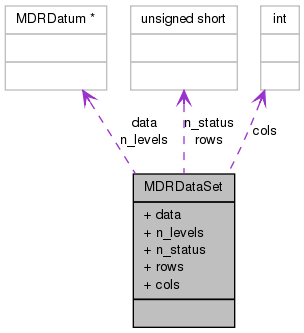 MDRDatum *
unsigned short
int
data
n_levels
n_status
rows
cols
MDRDataSet
+ data
+ n_levels
+ n_status
+ rows
+ cols